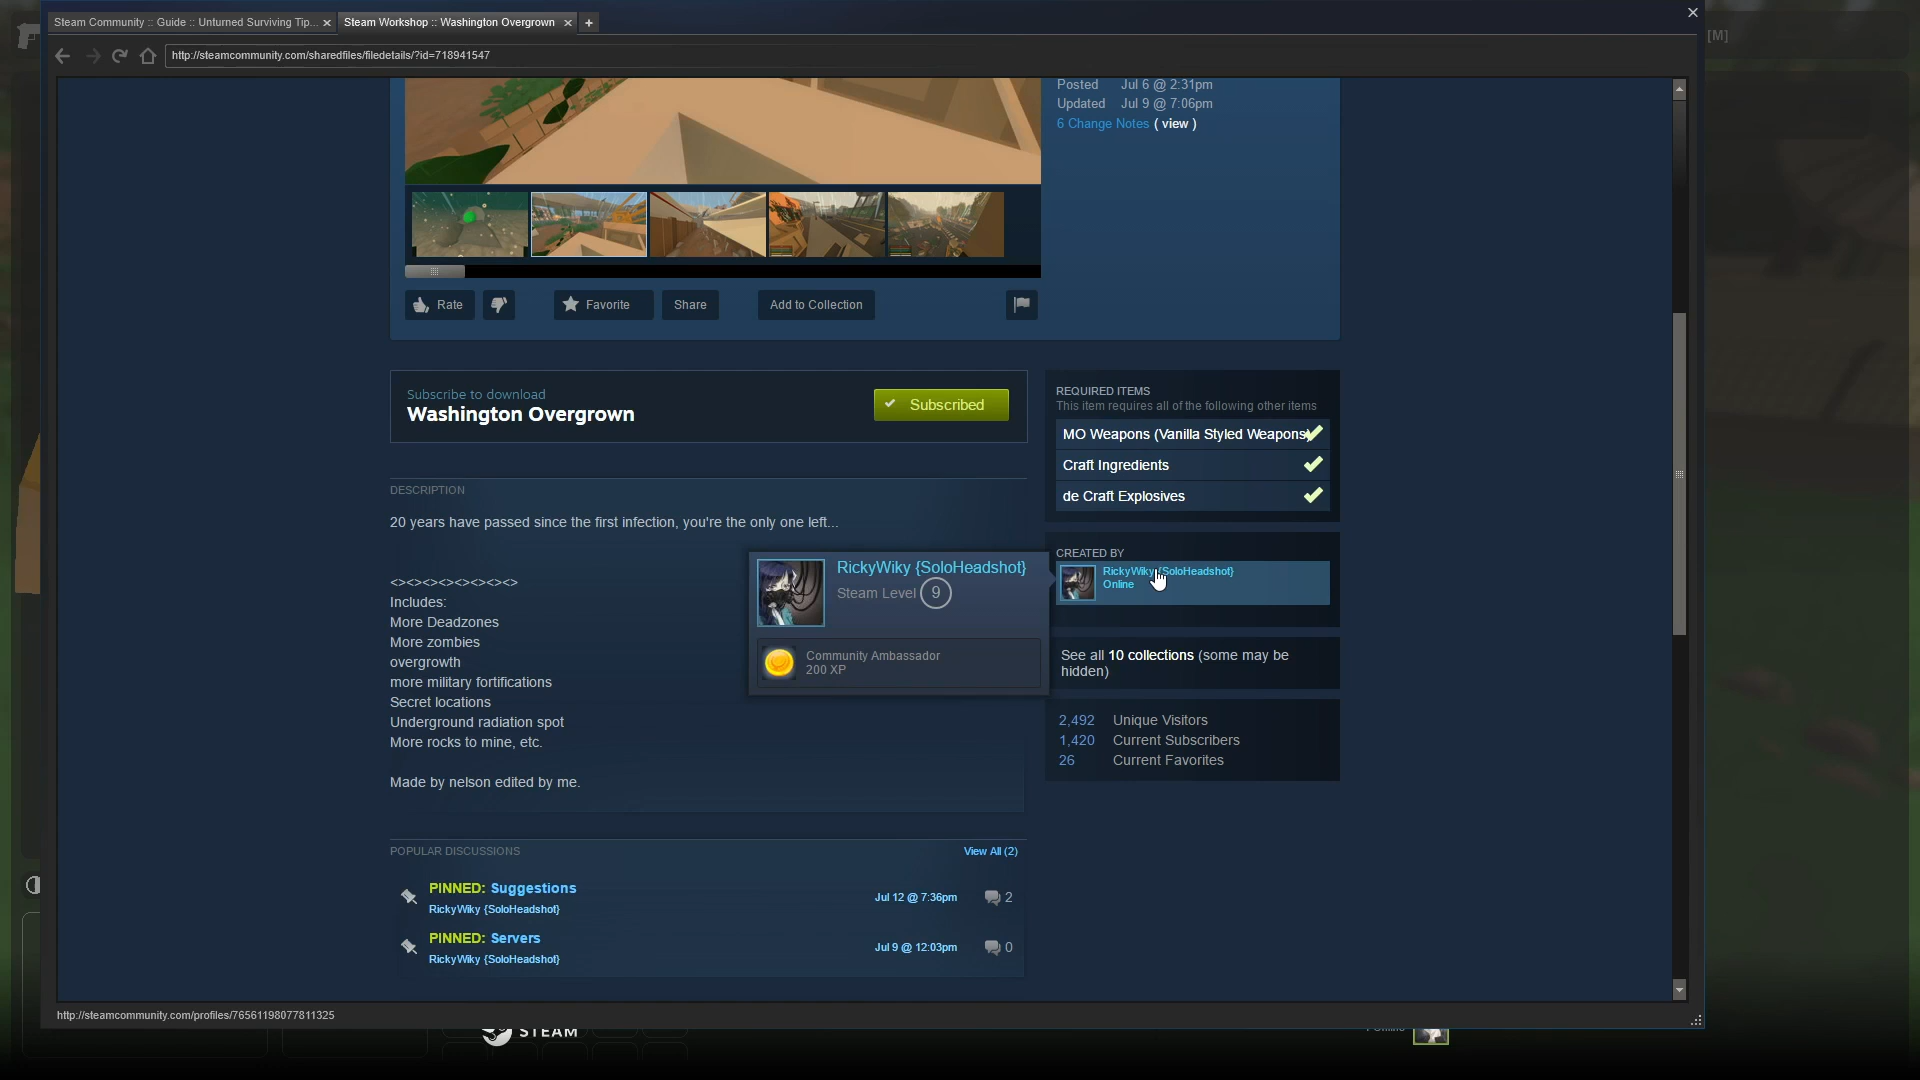 Steam Community :: Guide :: Unturned Surviving Tip...
Steam Workshop :: Washington Overgrown
[M]
http://steamcommunity.com/sharedfiles/filedetails/?id=718941547
Posted Jul 6 @ 2:31pm
Updated Jul 9 @ 7:06pm
6 Change Notes ( view )
Rate
Favorite
Share
Add to Collection
Subscribe to download
Washington Overgrown
Subscribed
REQUIRED ITEMS
This item requires all of the following other items
MO Weapons (Vanilla Styled Weapons)
Craft Ingredients
de Craft Explosives
DESCRIPTION
20 years have passed since the first infection, you're the only one left...
<><><><><><><><>
Includes:
More Deadzones
More zombies
overgrowth
more military fortifications
Secret locations
Underground radiation spot
More rocks to mine, etc.
Made by nelson edited by me.
RickyWiky {SoloHeadshot}
Steam Level 9
Community Ambassador
200 XP
CREATED BY
RickyWiky {SoloHeadshot}
Online
See all 10 collections (some may be
hidden)
2,492 Unique Visitors
1,420 Current Subscribers
26 Current Favorites
POPULAR DISCUSSIONS
View All (2)
PINNED: Suggestions
RickyWiky {SoloHeadshot}
Jul 12 @ 7:36pm
2
PINNED: Servers
RickyWiky {SoloHeadshot}
Jul 9 @ 12:03pm
0
http://steamcommunity.com/profiles/76561198077811325
STEAM